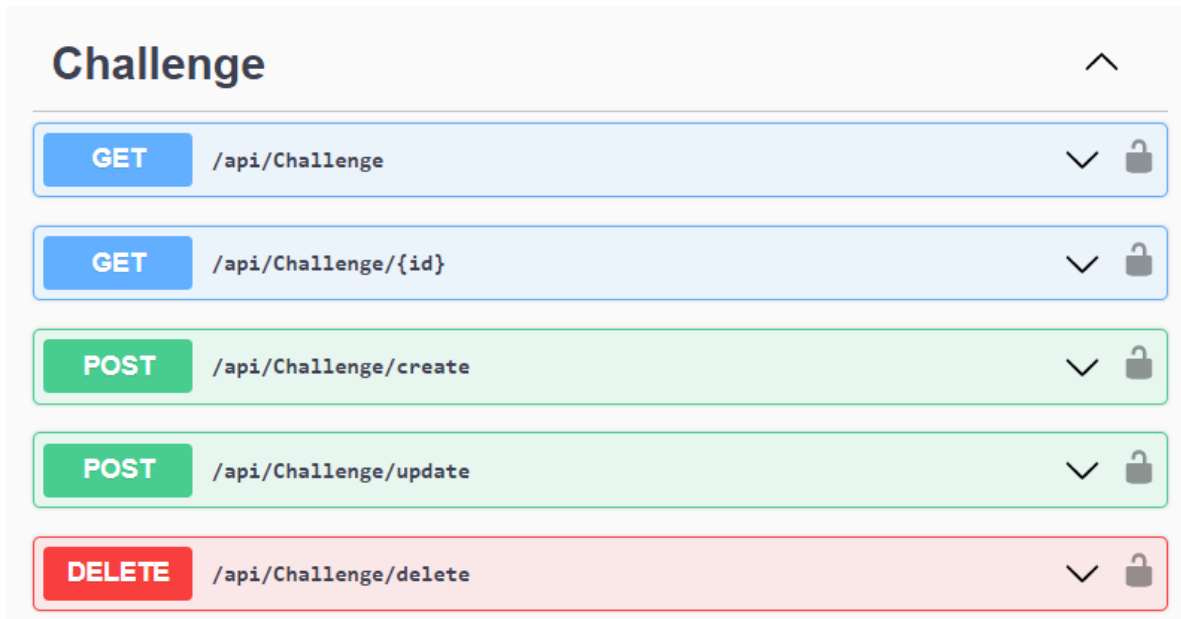 Challenge
GET /api/Challenge
GET /api/Challenge/{id}
POST /api/Challenge/create
POST /api/Challenge/update
DELETE /api/Challenge/delete